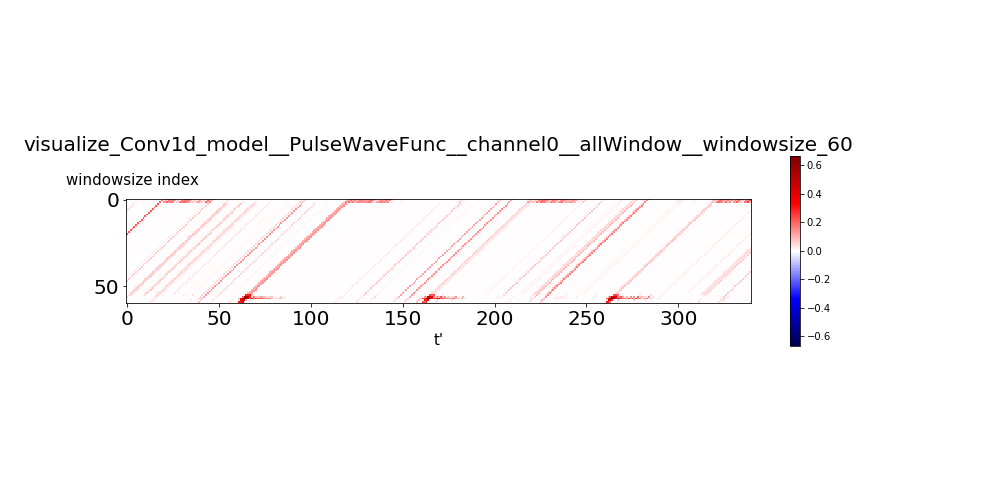 visualize_Conv1d_model__PulseWaveFunc__channel0__allWindow__windowsize_60
windowsize index
0
50
0 50 100 150 200 250 300
t'
0.6
0.4
0.2
0.0
−0.2
−0.4
−0.6